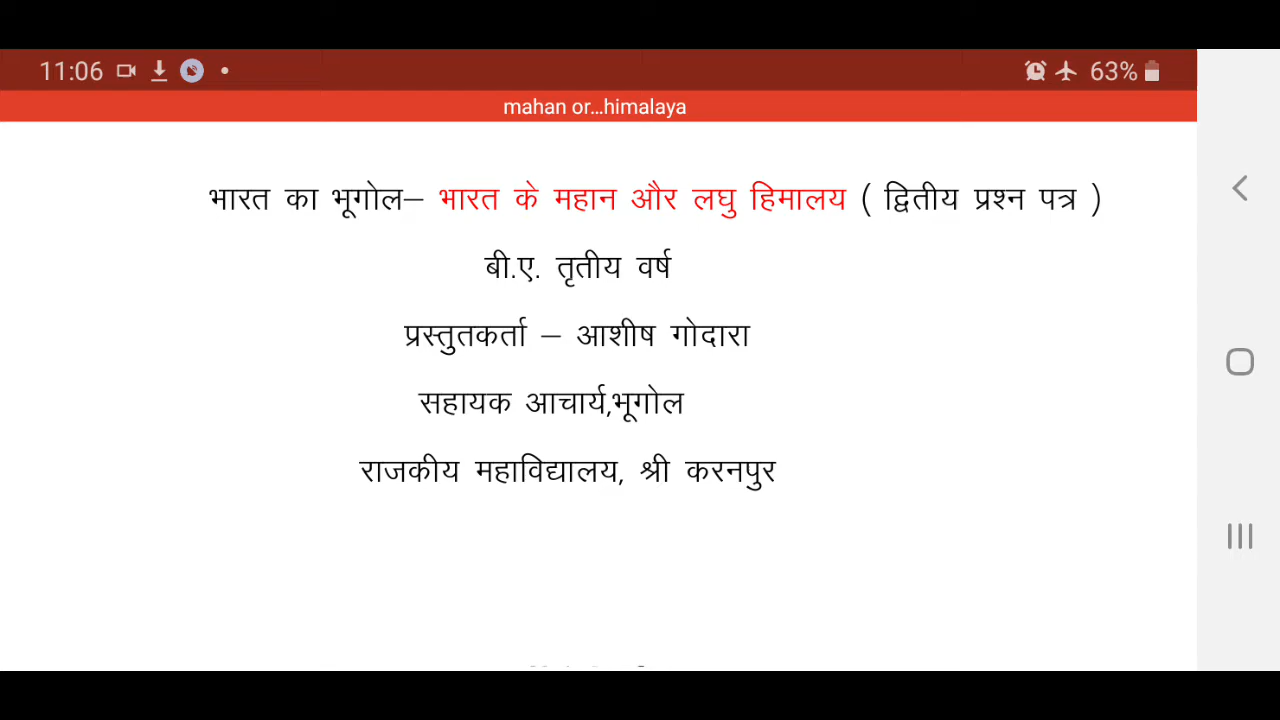 11:06 63%
mahan or...himalaya
भारत का भूगोल– भारत के महान और लघु हिमालय ( द्वितीय प्रश्न पत्र )
बी.ए. तृतीय वर्ष
प्रस्तुतकर्ता – आशीष गोदारा
सहायक आचार्य,भूगोल
राजकीय महाविद्यालय, श्री करनपुर